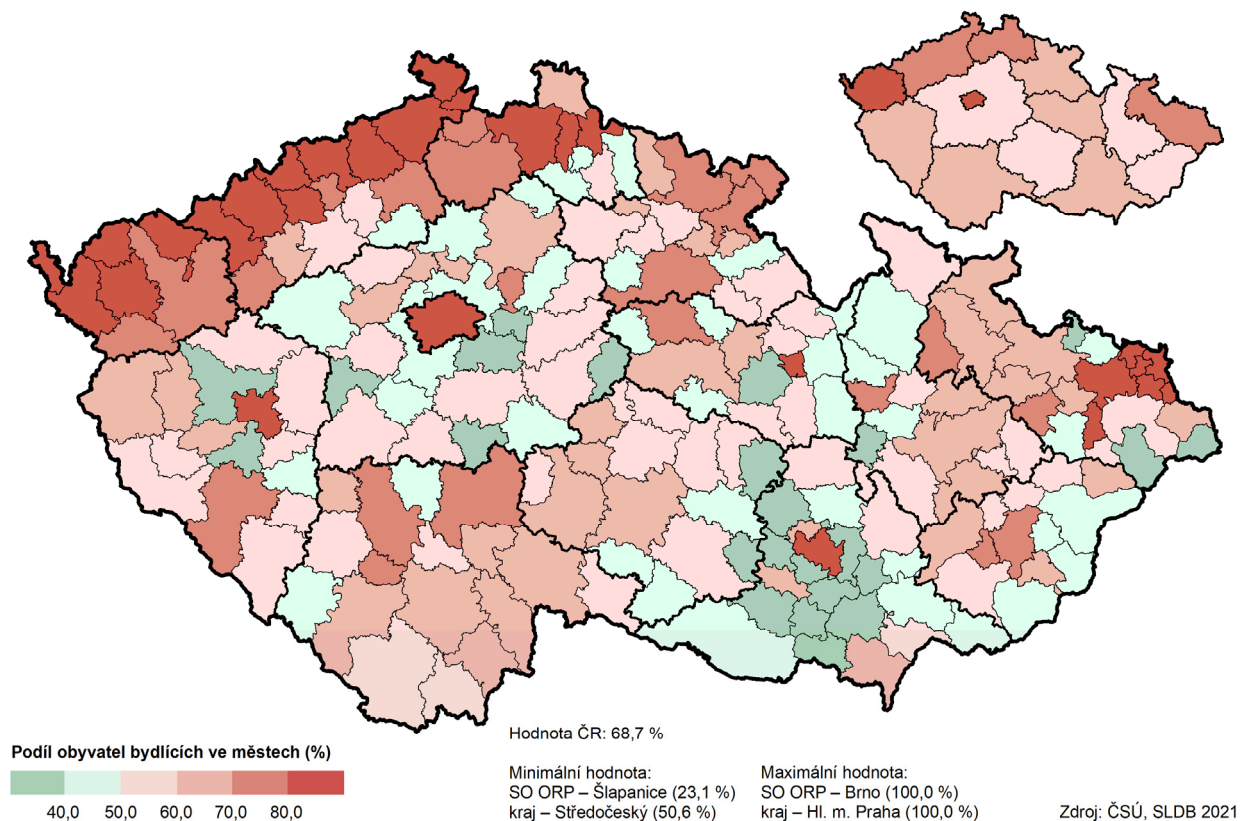 Hodnota ČR: 68,7 %
Podíl obyvatel bydlících ve městech (%)
40,0 50,0 60,0 70,0 80,0
Minimální hodnota:
SO ORP – Šlapanice (23,1 %)
kraj – Středočeský (50,6 %)
Maximální hodnota:
SO ORP – Brno (100,0 %)
kraj – Hl. m. Praha (100,0 %)
Zdroj: ČSÚ, SLDB 2021